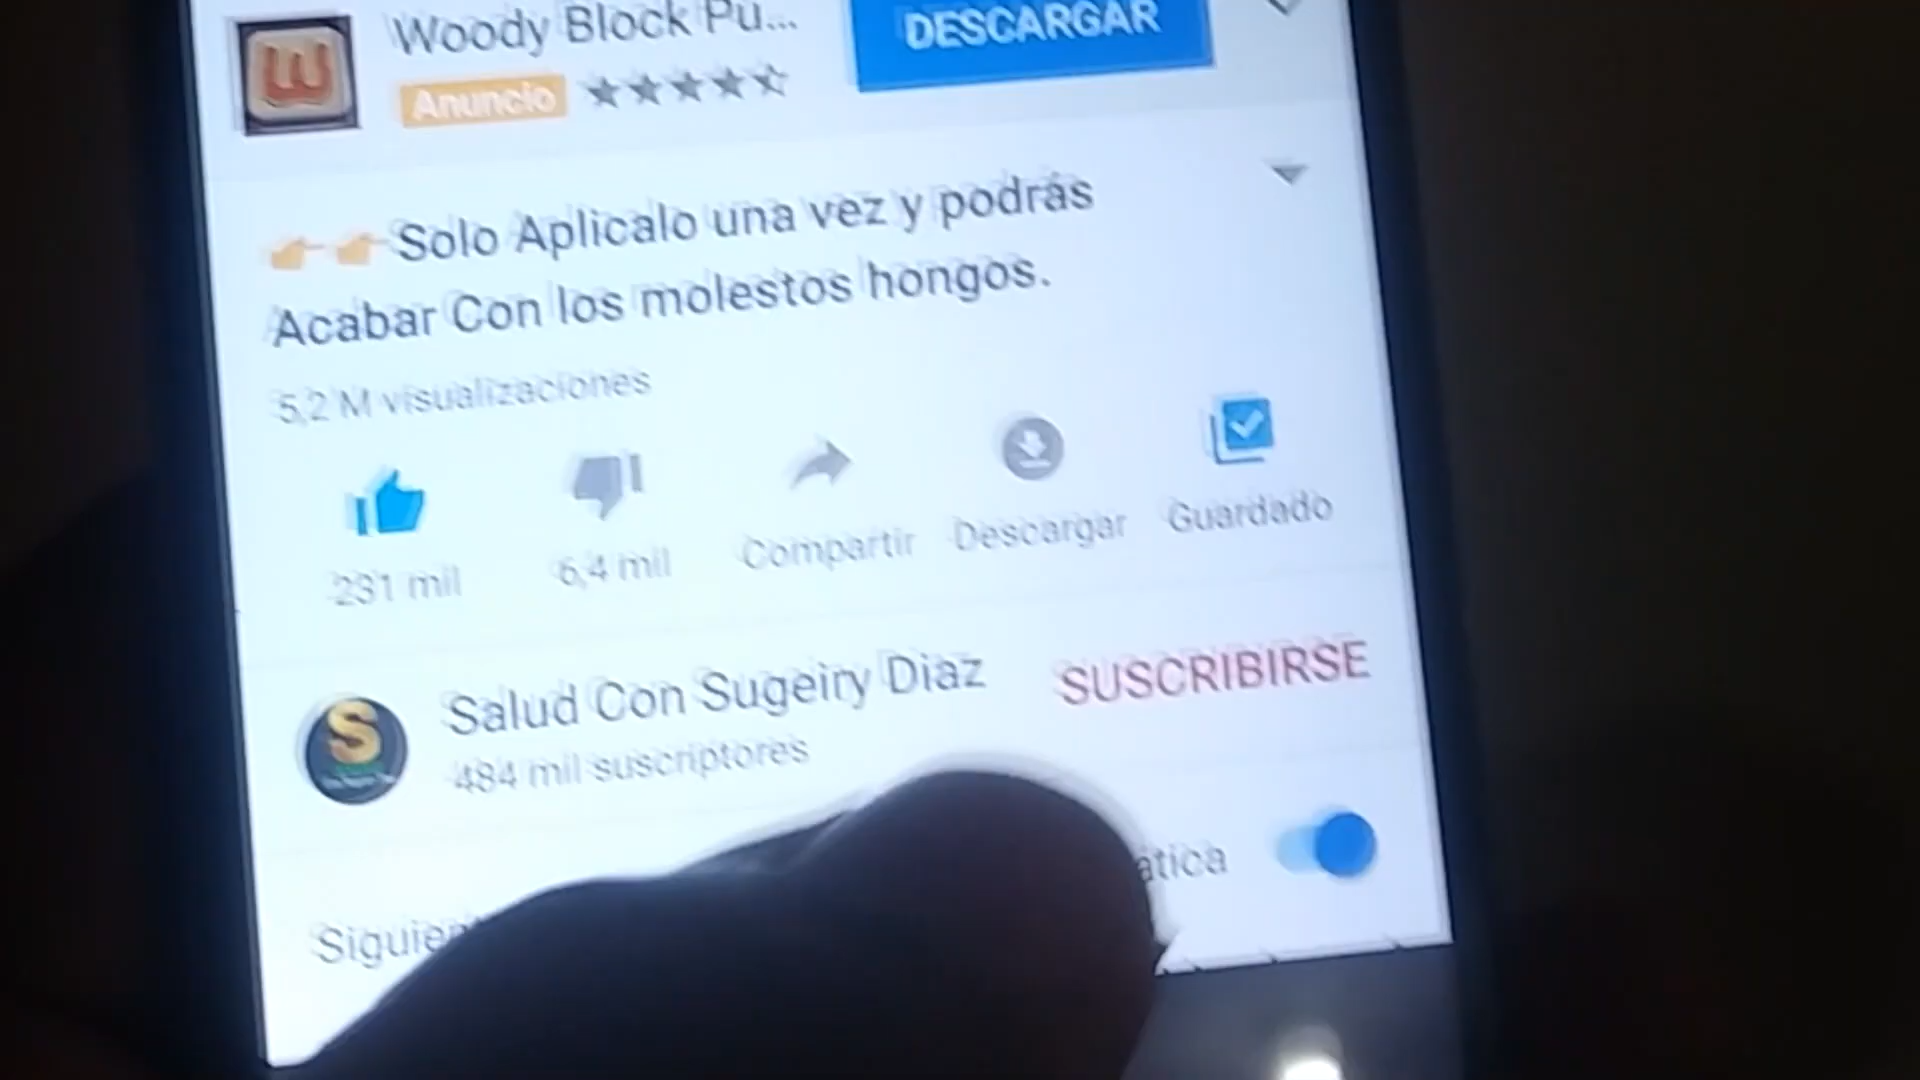 Woody Block Pu...
DESCARGAR
Anuncio
👉👉Solo Aplicalo una vez y podrás
Acabar Con los molestos hongos.
5,2 M visualizaciones
231 mil
6,4 mil
Compartir
Descargar
Guardado
Salud Con Sugeiry Diaz
SUSCRIBIRSE
484 mil suscriptores